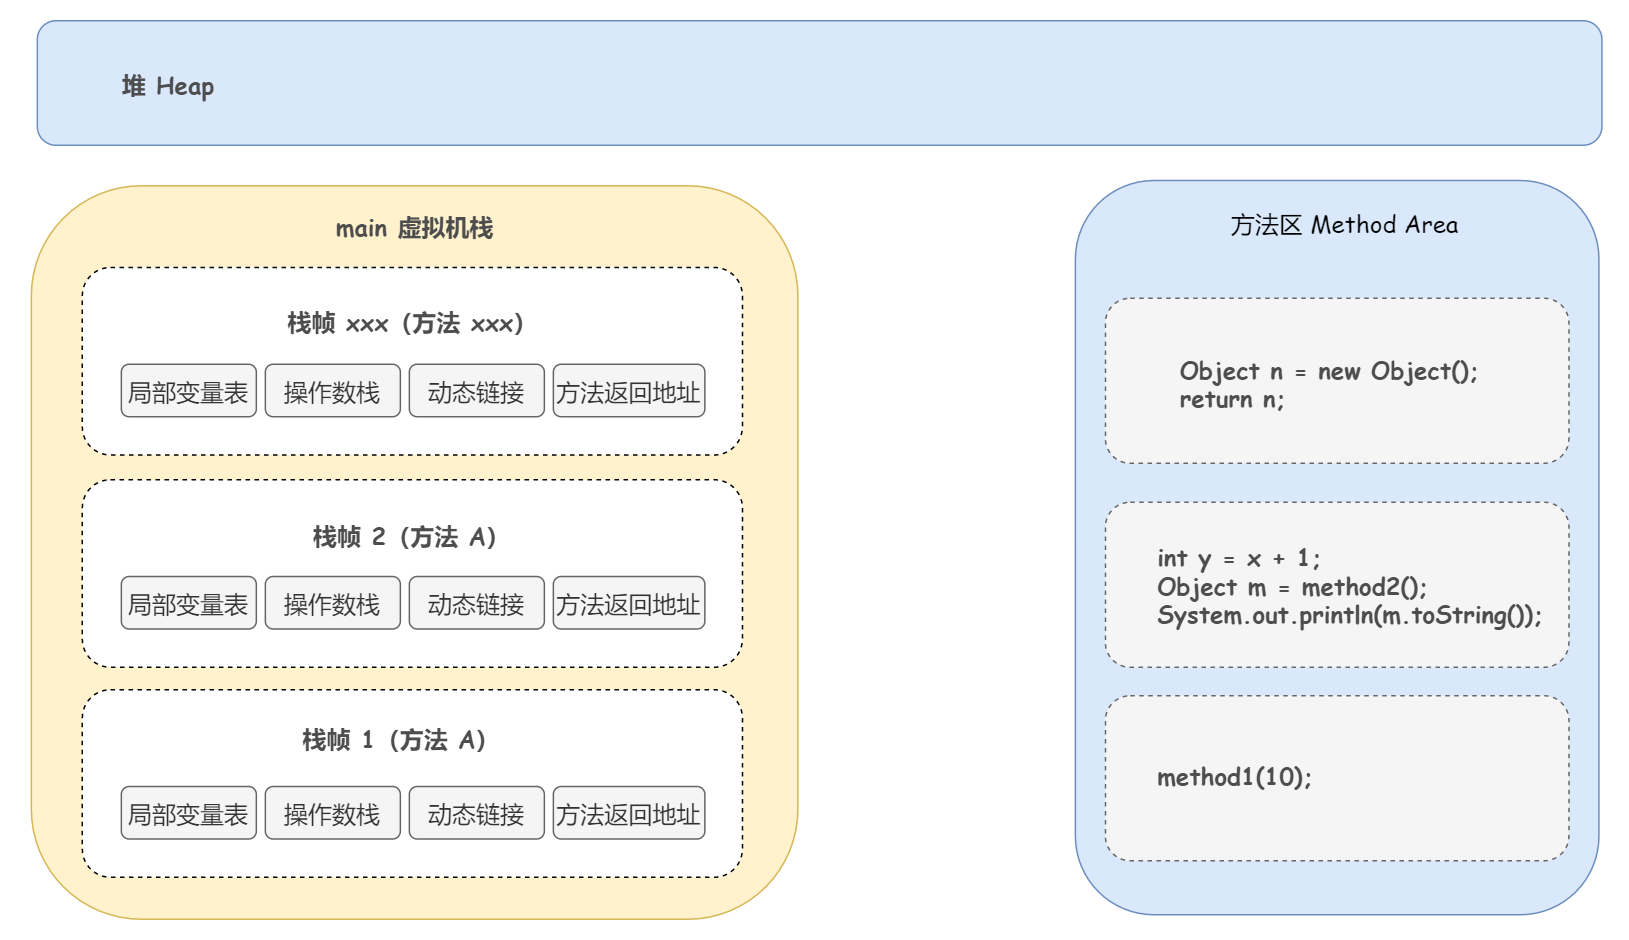 堆 Heap
main 虚拟机栈
栈帧 xxx（方法 xxx）
局部变量表
操作数栈
动态链接
方法返回地址
栈帧 2（方法 A）
局部变量表
操作数栈
动态链接
方法返回地址
栈帧 1（方法 A）
局部变量表
操作数栈
动态链接
方法返回地址
方法区 Method Area
Object n = new Object();
return n;
int y = x + 1;
Object m = method2();
System.out.println(m.toString());
method1(10);